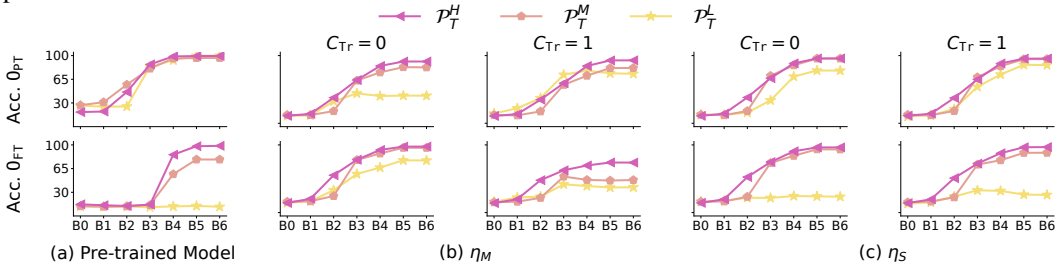 𝒫_T^H 𝒫_T^M 𝒫_T^L
C_Tr = 0 C_Tr = 1 C_Tr = 0 C_Tr = 1
Acc. 0_PT
100
65
30
Acc. 0_FT
100
65
30
B0 B1 B2 B3 B4 B5 B6 B0 B1 B2 B3 B4 B5 B6 B0 B1 B2 B3 B4 B5 B6 B0 B1 B2 B3 B4 B5 B6 B0 B1 B2 B3 B4 B5 B6
(a) Pre-trained Model (b) η_M (c) η_S